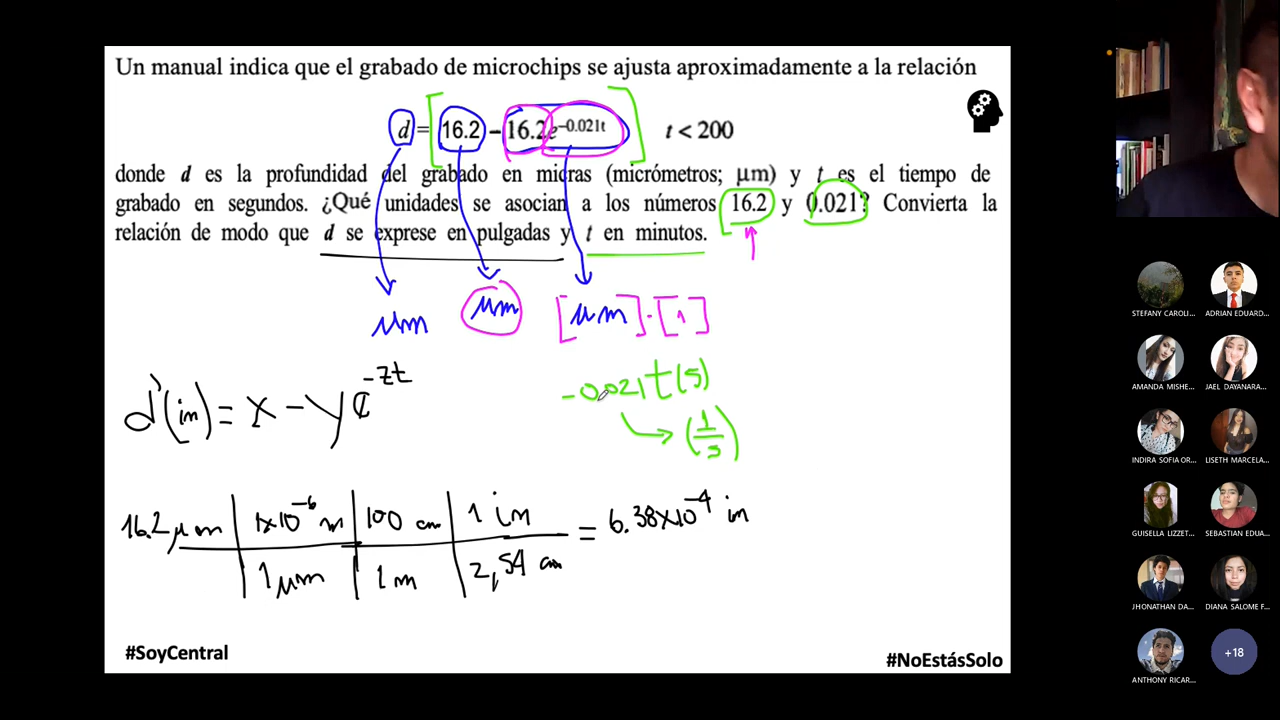 Un manual indica que el grabado de microchips se ajusta aproximadamente a la relación
d = [16.2 − 16.2e^−0.021t] t < 200
donde d es la profundidad del grabado en micras (micrómetros; μm) y t es el tiempo de
grabado en segundos. ¿Qué unidades se asocian a los números 16.2 y 0.021? Convierta la
relación de modo que d se exprese en pulgadas y t en minutos.
μm μm [μm]·[1]
d'(in) = x − y e^−zt
−0.021 t(s)
(1/s)
16.2 μm | 1x10^−6 m | 100 cm | 1 in = 6.38x10^−4 in
1 μm | 1 m | 2,54 cm
#SoyCentral
#NoEstásSolo
STEFANY CAROLI...
ADRIAN EDUARD...
AMANDA MISHE...
JAEL DAYANARA...
INDIRA SOFIA OR...
LISETH MARCELA...
GUISELLA LIZZET...
SEBASTIAN EDUA...
JHONATHAN DA...
DIANA SALOME F...
ANTHONY RICAR...
+18